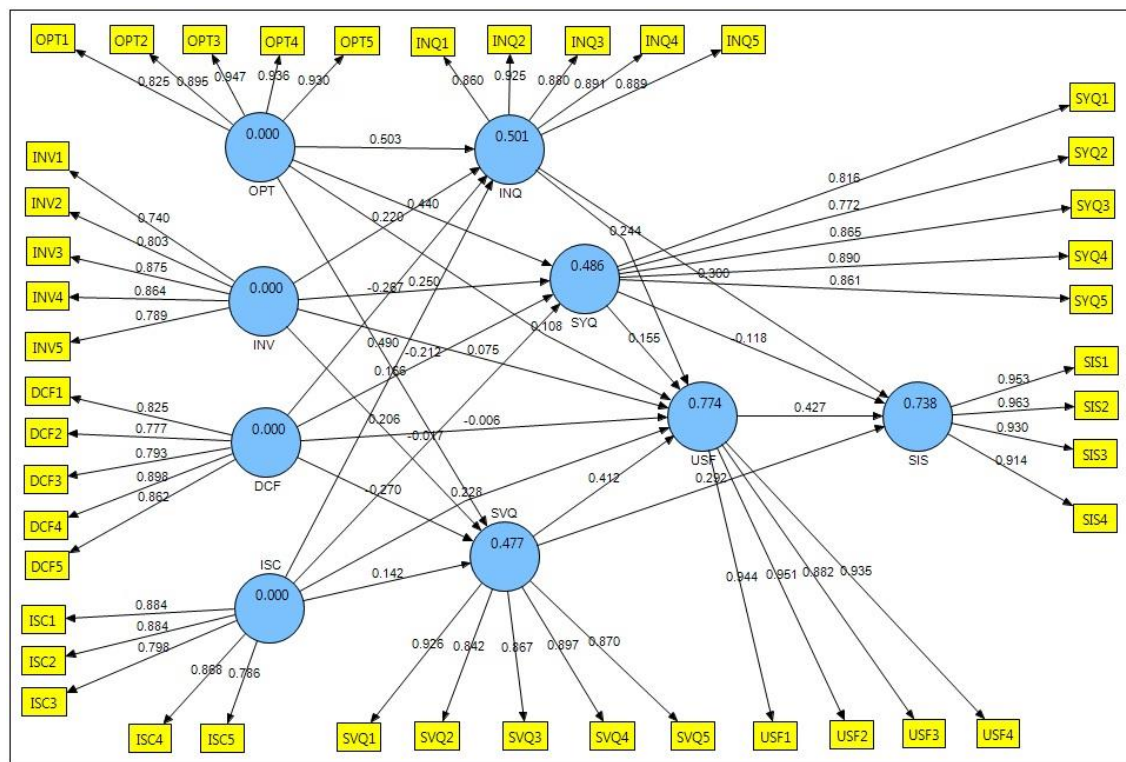 OPT1 OPT2 OPT3 OPT4 OPT5 INQ1 INQ2 INQ3 INQ4 INQ5
0.825 0.895 0.947 0.936 0.930 0.860 0.925 0.880 0.891 0.889
SYQ1
SYQ2
SYQ3
SYQ4
SYQ5
0.816
0.772
0.865
0.890
0.861
0.000
OPT
0.503
0.501
INQ
INV1
INV2
INV3
INV4
INV5
0.740
0.803
0.875
0.864
0.789
0.000
INV
0.220
0.440
0.244
0.300
0.486
SYQ
-0.267
0.250
0.108
0.075
0.155
-0.118
0.490
-0.212
0.166
DCF1
DCF2
DCF3
DCF4
DCF5
0.825
0.777
0.793
0.898
0.862
0.000
DCF
0.206
-0.017
-0.006
0.774
USF
0.427
0.738
SIS
SIS1
SIS2
SIS3
SIS4
0.953
0.963
0.930
0.914
-0.270
0.228
0.412
0.292
SVQ
0.477
ISC
0.000
0.142
ISC1
ISC2
ISC3
0.884
0.884
0.798
0.868 0.786
ISC4 ISC5
0.926 0.842 0.867 0.897 0.870
SVQ1 SVQ2 SVQ3 SVQ4 SVQ5
0.944 0.951 0.882 0.935
USF1 USF2 USF3 USF4